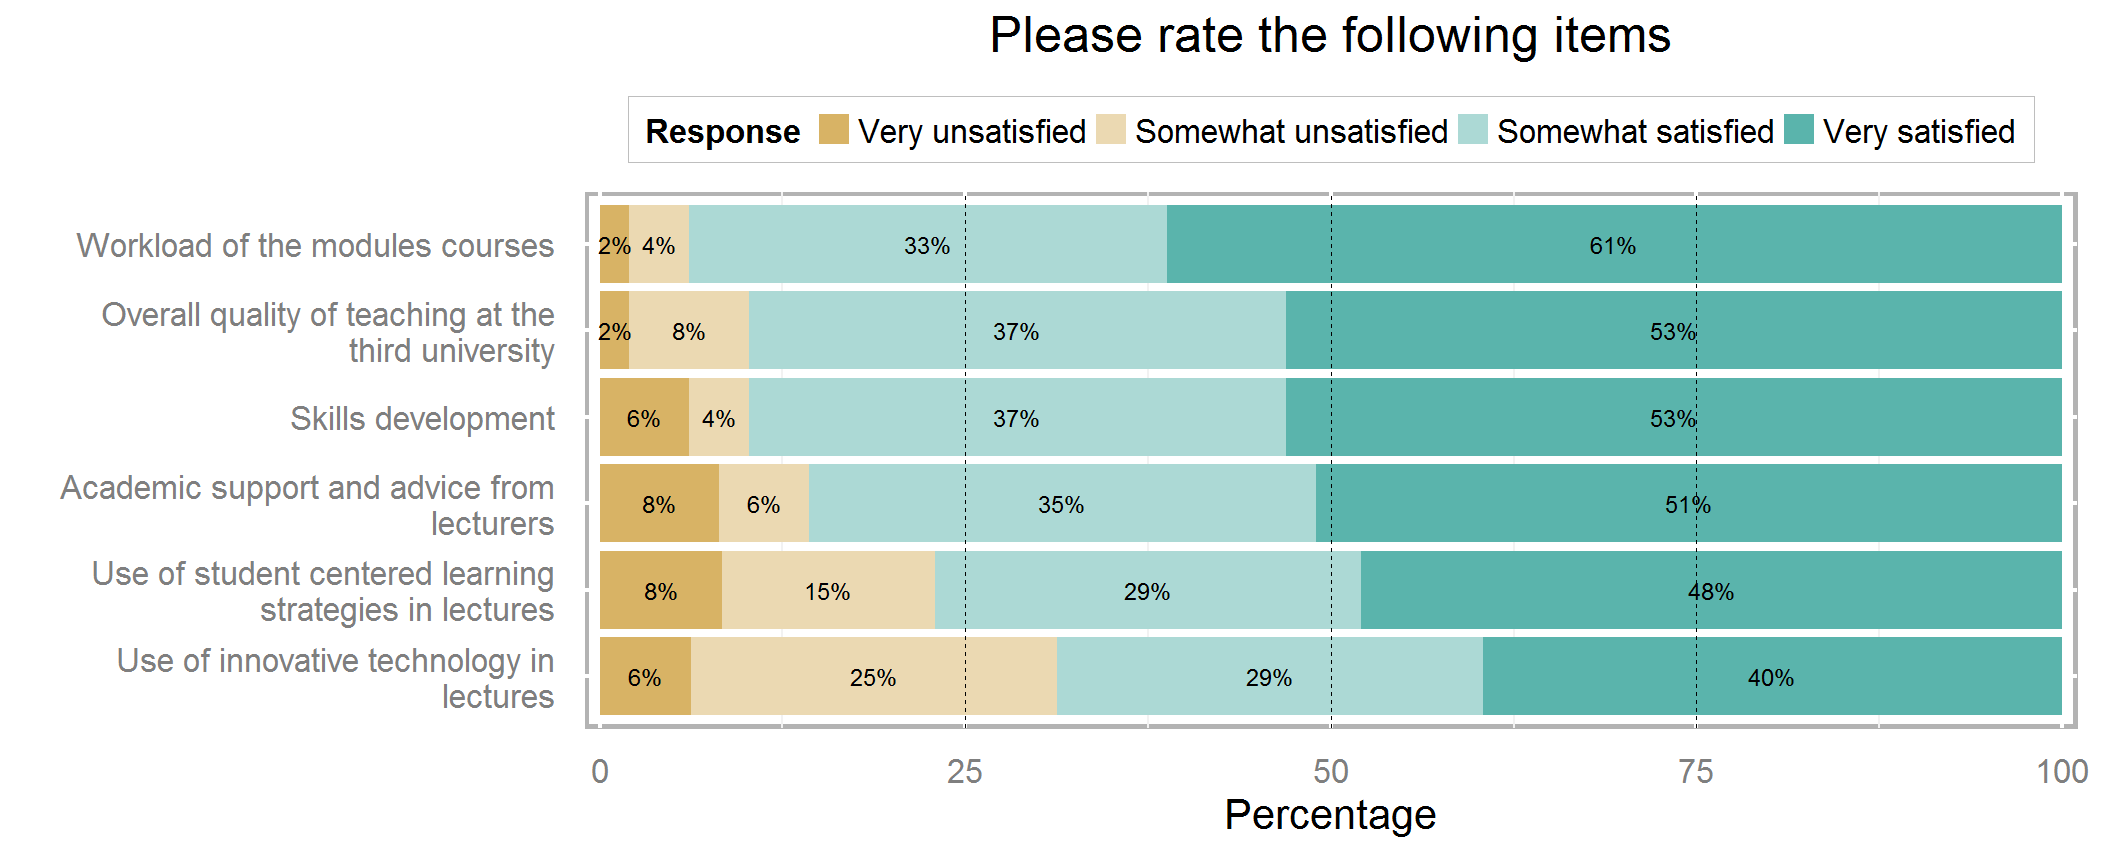 Please rate the following items
Response Very unsatisfied Somewhat unsatisfied Somewhat satisfied Very satisfied
Workload of the modules courses
2% 4% 33% 61%
Overall quality of teaching at the
third university
2% 8% 37% 53%
Skills development
6% 4% 37% 53%
Academic support and advice from
lecturers
8% 6% 35% 51%
Use of student centered learning
strategies in lectures
8% 15% 29% 48%
Use of innovative technology in
lectures
6% 25% 29% 40%
0 25 50 75 100
Percentage